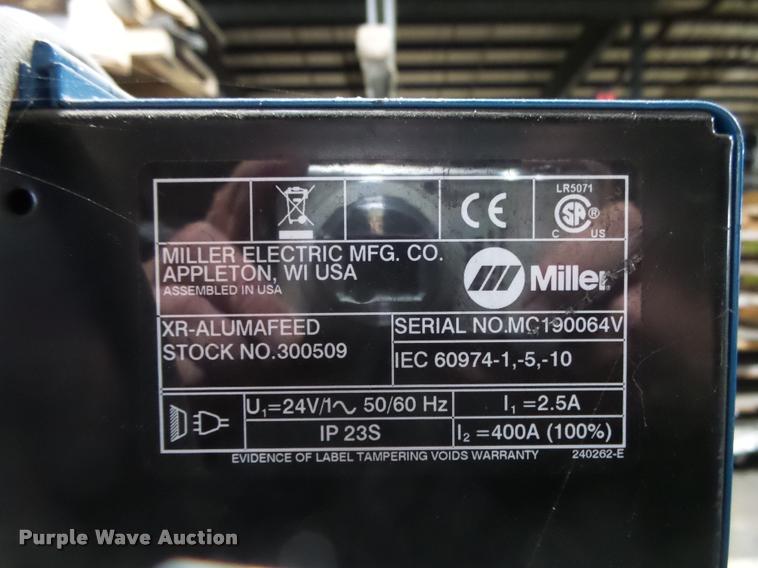 LR5071
CE
SA®
C US
MILLER ELECTRIC MFG. CO.
APPLETON, WI USA
ASSEMBLED IN USA
Miller®
XR-ALUMAFEED
STOCK NO.300509
SERIAL NO.MC190064V
IEC 60974-1,-5,-10
U₁=24V/1~ 50/60 Hz
I₁ =2.5A
IP 23S
I₂ =400A (100%)
EVIDENCE OF LABEL TAMPERING VOIDS WARRANTY 240262-E
Purple Wave Auction